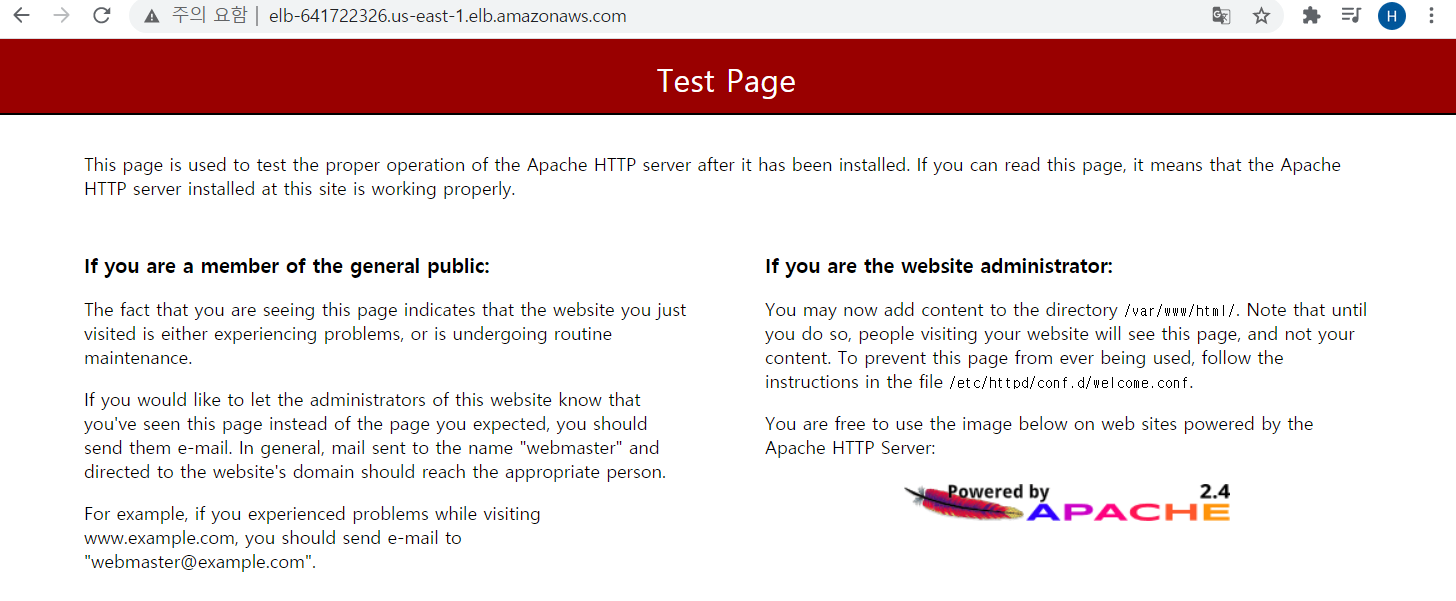 주의 요함 | elb-641722326.us-east-1.elb.amazonaws.com
H
Test Page
This page is used to test the proper operation of the Apache HTTP server after it has been installed. If you can read this page, it means that the Apache
HTTP server installed at this site is working properly.
If you are a member of the general public:
The fact that you are seeing this page indicates that the website you just
visited is either experiencing problems, or is undergoing routine
maintenance.
If you would like to let the administrators of this website know that
you've seen this page instead of the page you expected, you should
send them e-mail. In general, mail sent to the name "webmaster" and
directed to the website's domain should reach the appropriate person.
For example, if you experienced problems while visiting
www.example.com, you should send e-mail to
"webmaster@example.com".
If you are the website administrator:
You may now add content to the directory /var/www/html/. Note that until
you do so, people visiting your website will see this page, and not your
content. To prevent this page from ever being used, follow the
instructions in the file /etc/httpd/conf.d/welcome.conf.
You are free to use the image below on web sites powered by the
Apache HTTP Server:
Powered by 2.4
APACHE